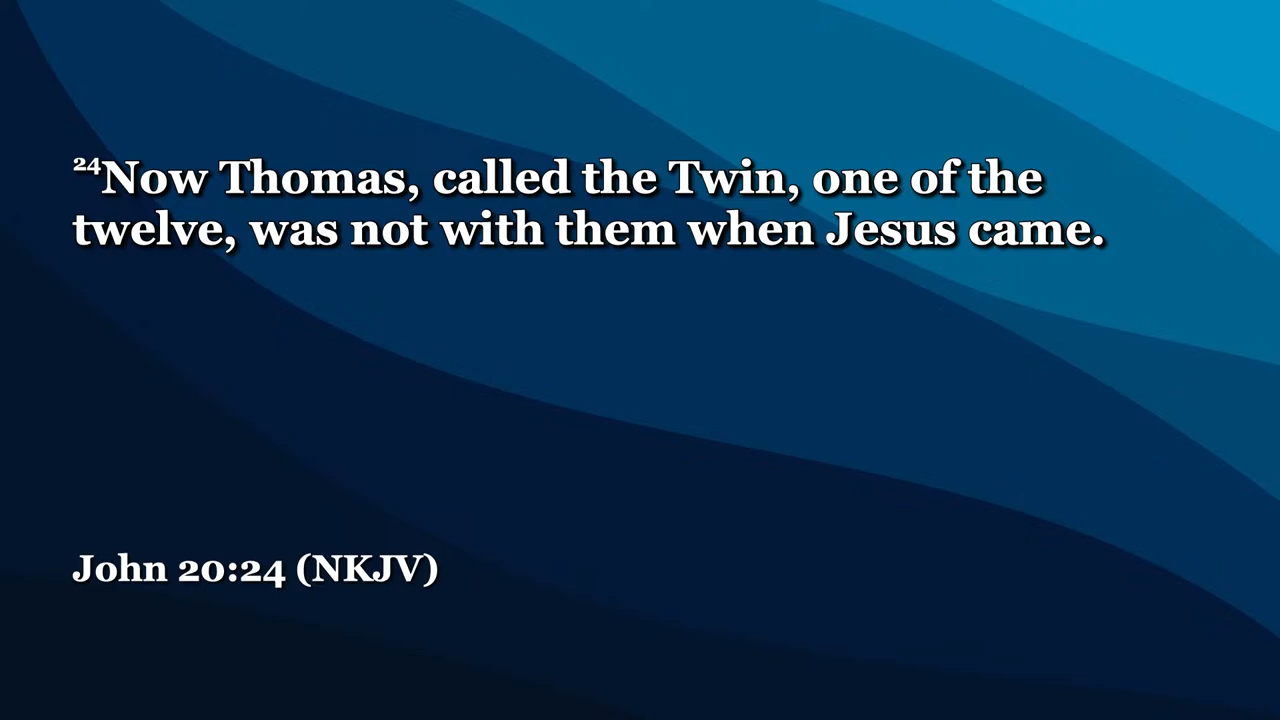 ²⁴Now Thomas, called the Twin, one of the
twelve, was not with them when Jesus came.
John 20:24 (NKJV)